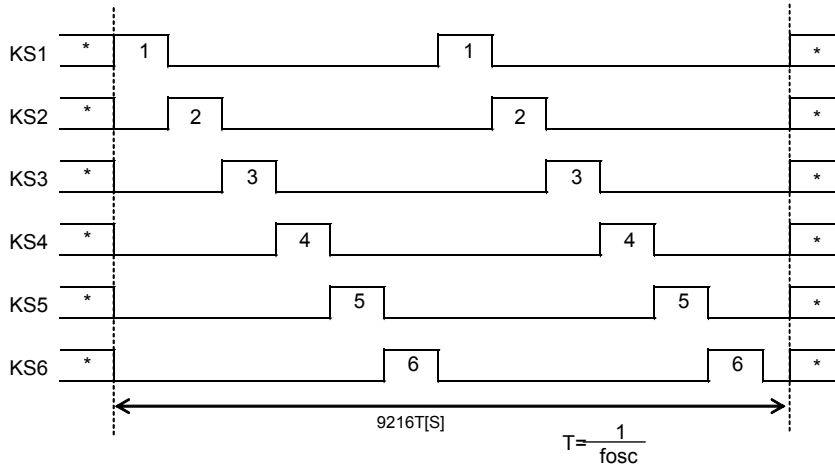 KS1 * 1 1 *
KS2 * 2 2 *
KS3 * 3 3 *
KS4 * 4 4 *
KS5 * 5 5 *
KS6 * 6 6 *
9216T[S]
T= 1
fosc